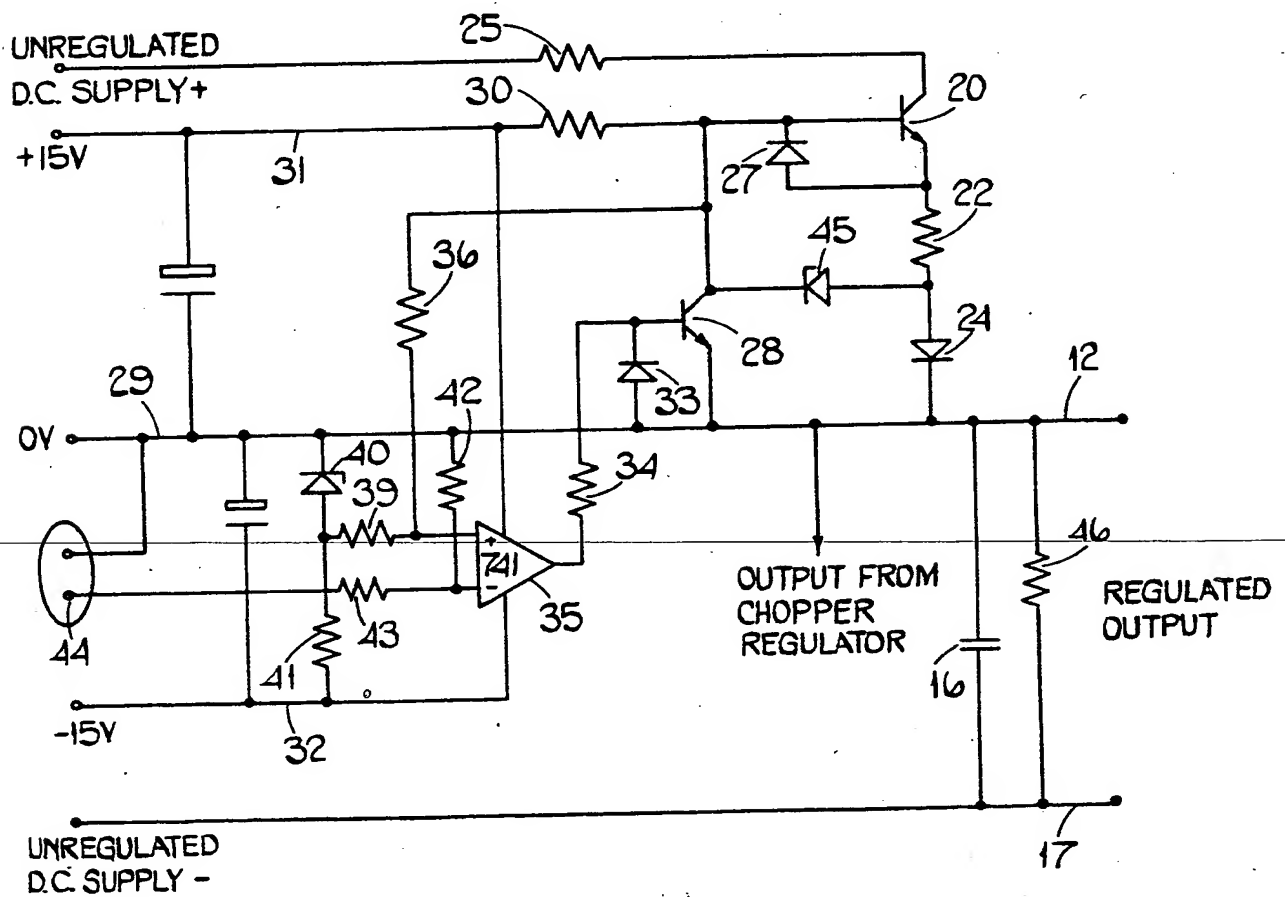 UNREGULATED
D.C. SUPPLY+
25
20
30
+15V
31
27
22
45
36
28
24
12
29
0V
33
42
40
39
34
+
741
-
35
43
44
41
OUTPUT FROM
CHOPPER
REGULATOR
46
REGULATED
OUTPUT
16
-15V
32
17
UNREGULATED
D.C. SUPPLY -